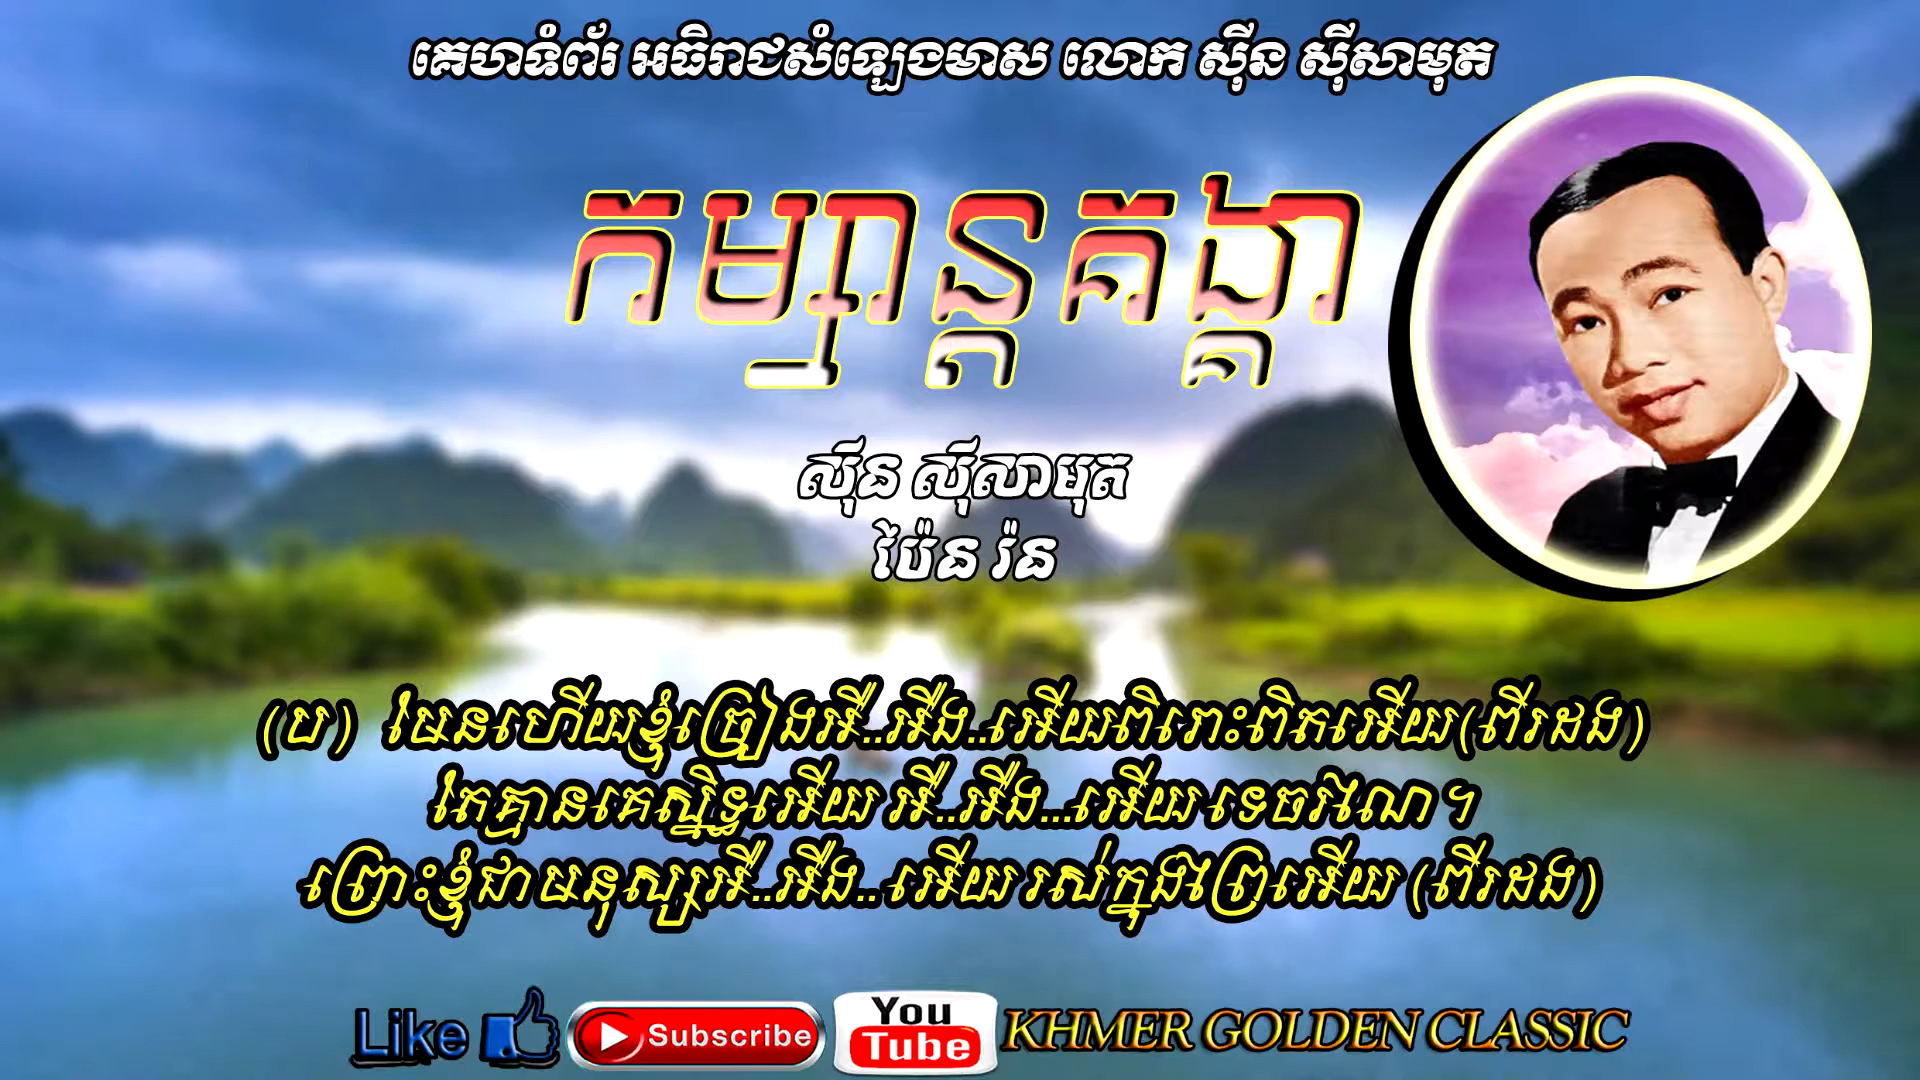 គេហទំព័រ អធិរាជសំឡេងមាស លោក ស៊ីន ស៊ីសាមុត
កម្សាន្តគង្គា
ស៊ីន ស៊ីសាមុត
ប៉ែន រ៉ន
(ប) មែនហើយខ្ញុំច្រៀងអឺ..អឺង..អើយពិរោះពិតអើយ(ពីរដង)
តែគ្មានគេស្និទ្ធអើយ អឺ..អឺង...អើយ ទេចរណៃ។
ព្រោះខ្ញុំជាមនុស្សអឺ..អឺង..អើយ រស់ក្នុងព្រៃអើយ (ពីរដង)
Like Subscribe You Tube KHMER GOLDEN CLASSIC